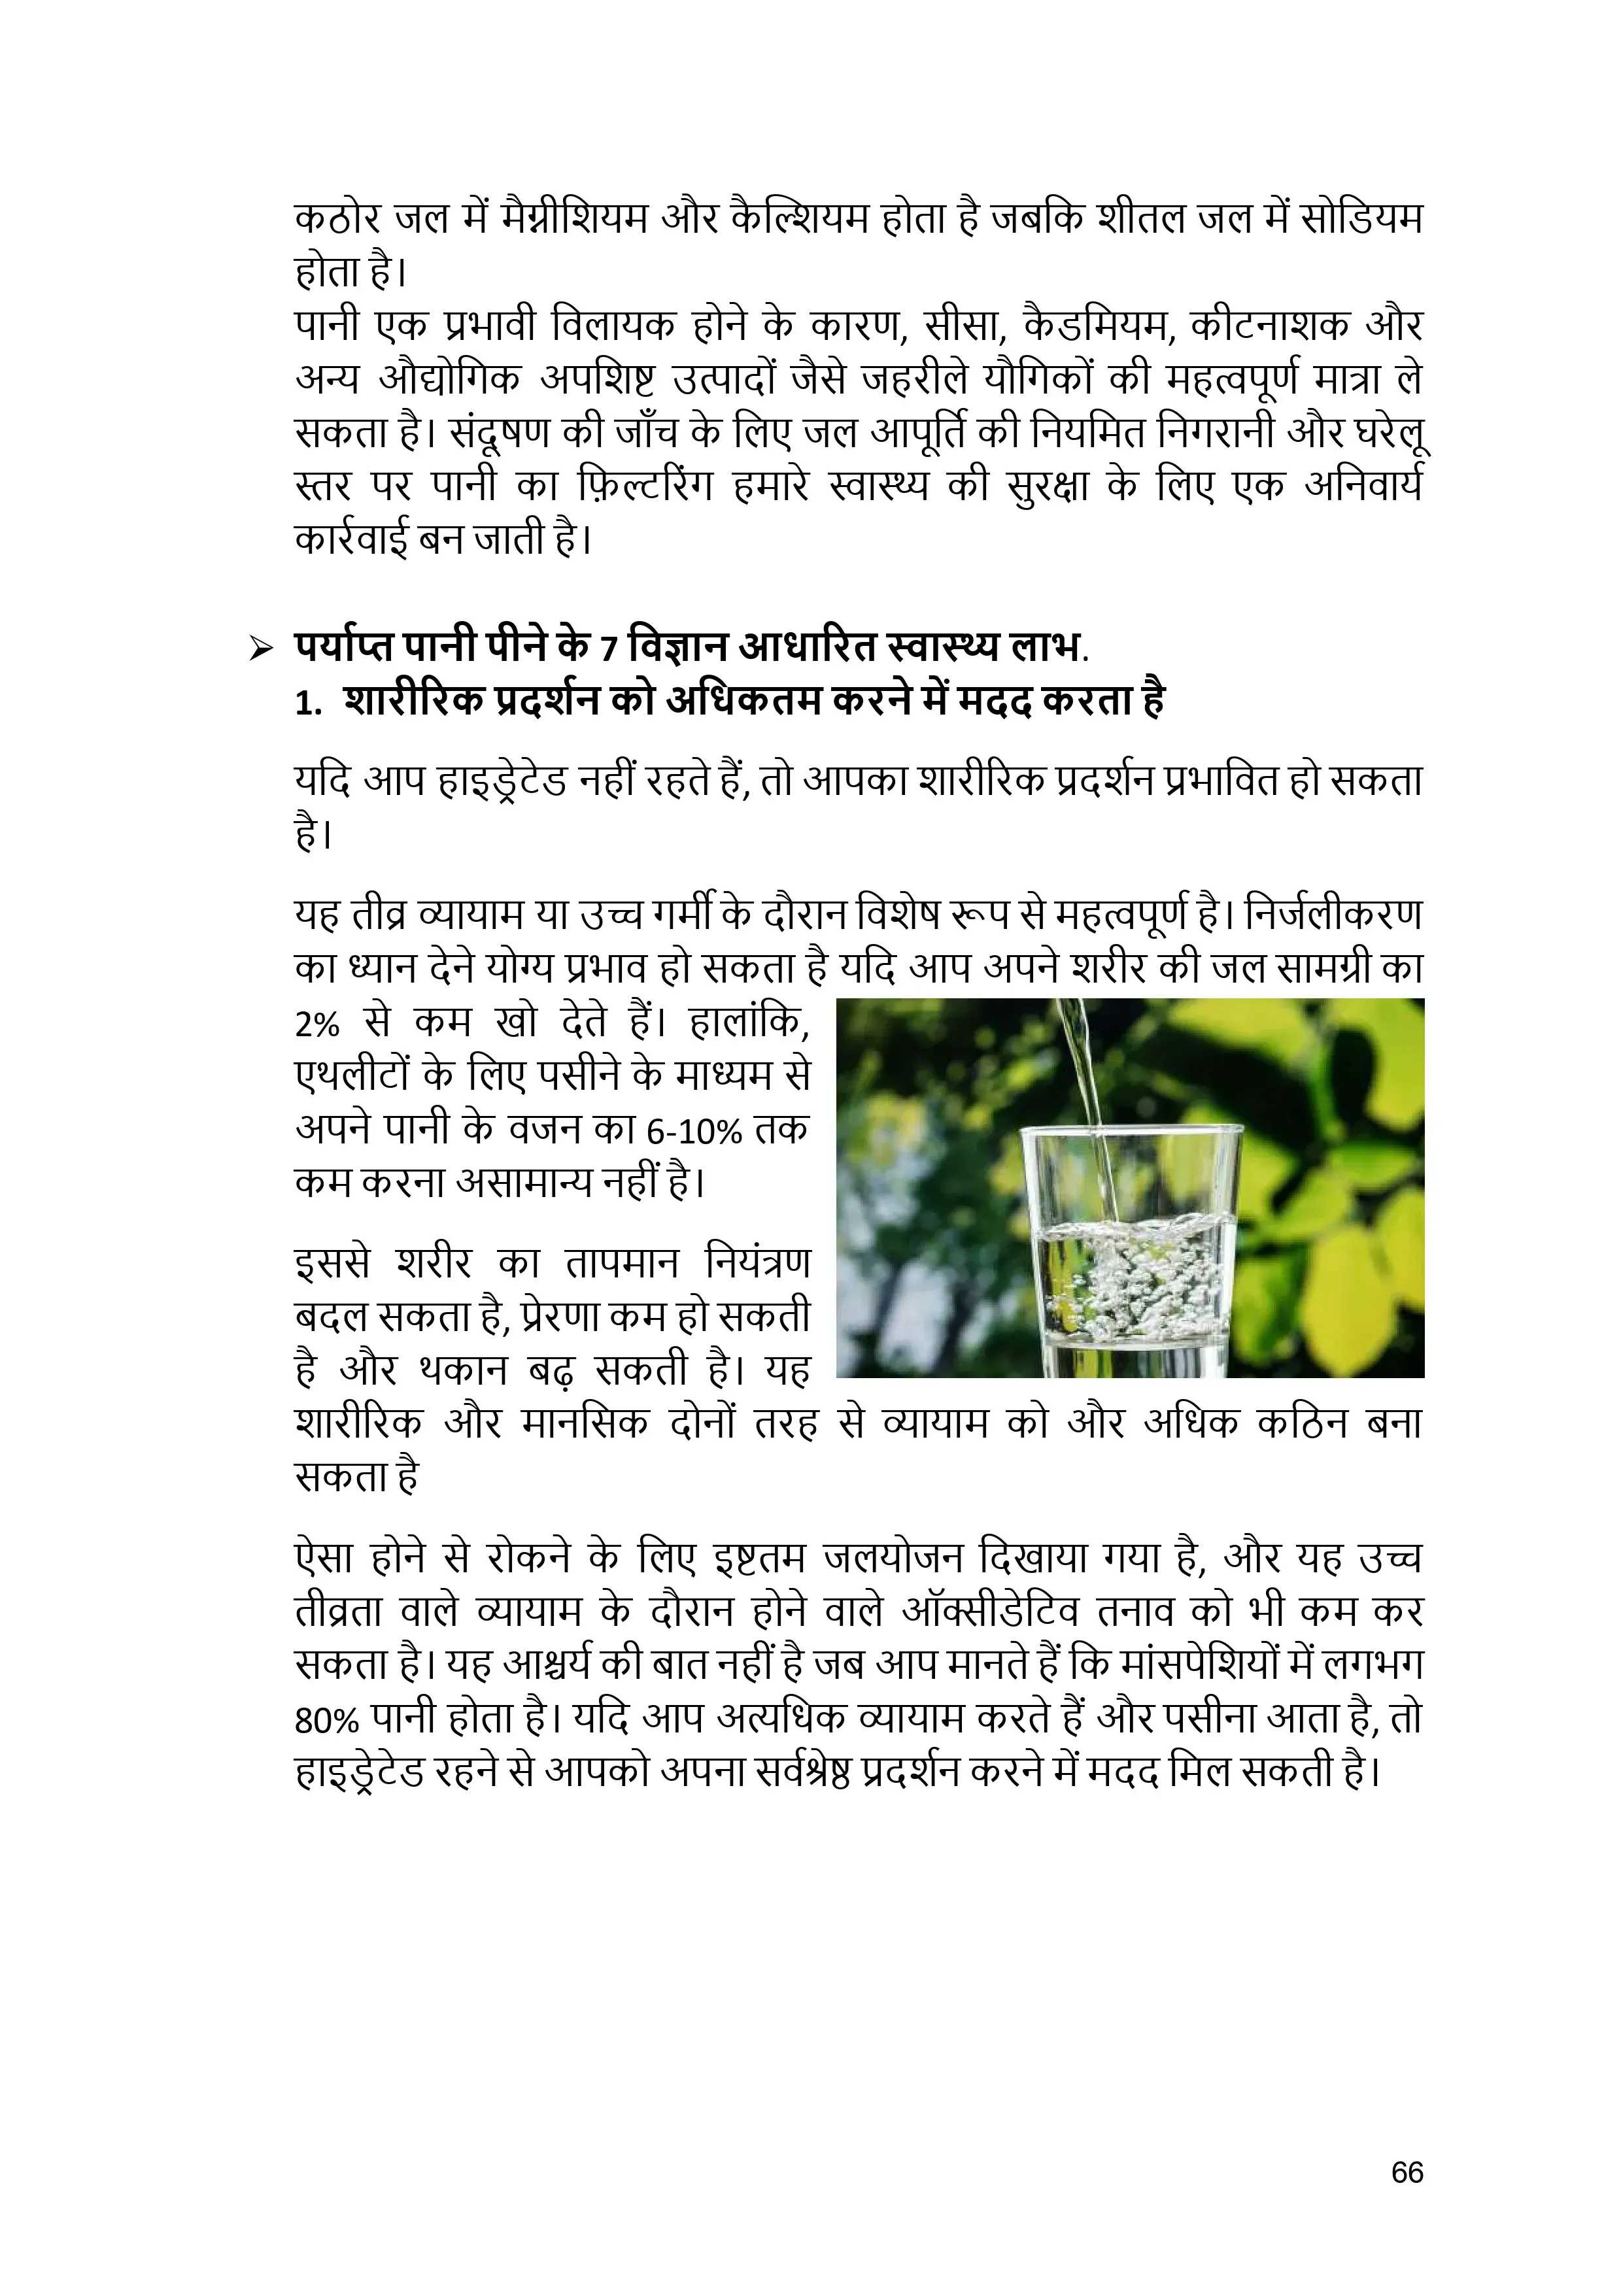 कठोर जल में मैग्नीशियम और कैल्शियम होता है जबकि शीतल जल में सोडियम
होता है।
पानी एक प्रभावी विलायक होने के कारण, सीसा, कैडमियम, कीटनाशक और
अन्य औद्योगिक अपशिष्ट उत्पादों जैसे जहरीले यौगिकों की महत्वपूर्ण मात्रा ले
सकता है। संदूषण की जाँच के लिए जल आपूर्ति की नियमित निगरानी और घरेलू
स्तर पर पानी का फ़िल्टरिंग हमारे स्वास्थ्य की सुरक्षा के लिए एक अनिवार्य
कार्रवाई बन जाती है।
➢ पर्याप्त पानी पीने के 7 विज्ञान आधारित स्वास्थ्य लाभ.
1. शारीरिक प्रदर्शन को अधिकतम करने में मदद करता है
यदि आप हाइड्रेटेड नहीं रहते हैं, तो आपका शारीरिक प्रदर्शन प्रभावित हो सकता
है।
यह तीव्र व्यायाम या उच्च गर्मी के दौरान विशेष रूप से महत्वपूर्ण है। निर्जलीकरण
का ध्यान देने योग्य प्रभाव हो सकता है यदि आप अपने शरीर की जल सामग्री का
2% से कम खो देते हैं। हालांकि,
एथलीटों के लिए पसीने के माध्यम से
अपने पानी के वजन का 6-10% तक
कम करना असामान्य नहीं है।
इससे शरीर का तापमान नियंत्रण
बदल सकता है, प्रेरणा कम हो सकती
है और थकान बढ़ सकती है। यह
शारीरिक और मानसिक दोनों तरह से व्यायाम को और अधिक कठिन बना
सकता है
ऐसा होने से रोकने के लिए इष्टतम जलयोजन दिखाया गया है, और यह उच्च
तीव्रता वाले व्यायाम के दौरान होने वाले ऑक्सीडेटिव तनाव को भी कम कर
सकता है। यह आश्चर्य की बात नहीं है जब आप मानते हैं कि मांसपेशियों में लगभग
80% पानी होता है। यदि आप अत्यधिक व्यायाम करते हैं और पसीना आता है, तो
हाइड्रेटेड रहने से आपको अपना सर्वश्रेष्ठ प्रदर्शन करने में मदद मिल सकती है।
66